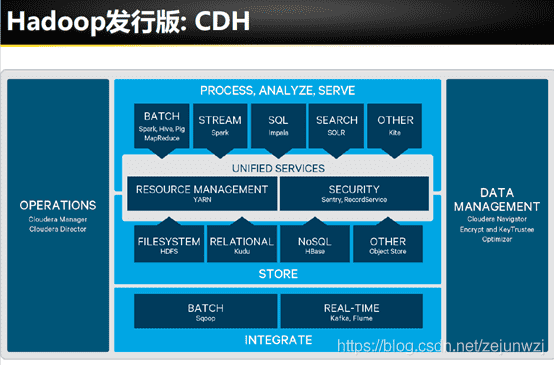 Hadoop发行版: CDH
PROCESS, ANALYZE, SERVE
BATCH
Spark, Hive, Pig
MapReduce
STREAM
Spark
SQL
Impala
SEARCH
SOLR
OTHER
Kite
UNIFIED SERVICES
RESOURCE MANAGEMENT
YARN
SECURITY
Sentry, RecordService
FILESYSTEM
HDFS
RELATIONAL
Kudu
NoSQL
HBase
OTHER
Object Store
STORE
BATCH
Sqoop
REAL-TIME
Kafka, Flume
INTEGRATE
OPERATIONS
Cloudera Manager
Cloudera Director
DATA
MANAGEMENT
Cloudera Navigator
Encrypt and KeyTrustee
Optimizer
https://blog.csdn.net/zejunwzj